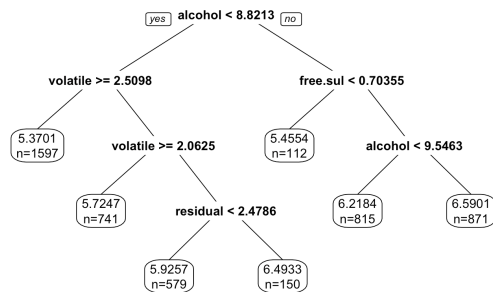 yes alcohol < 8.8213 no
volatile >= 2.5098 free.sul < 0.70355
5.3701 n=1597
volatile >= 2.0625
5.4554 n=112
alcohol < 9.5463
5.7247 n=741
residual < 2.4786
6.2184 n=815
6.5901 n=871
5.9257 n=579
6.4933 n=150